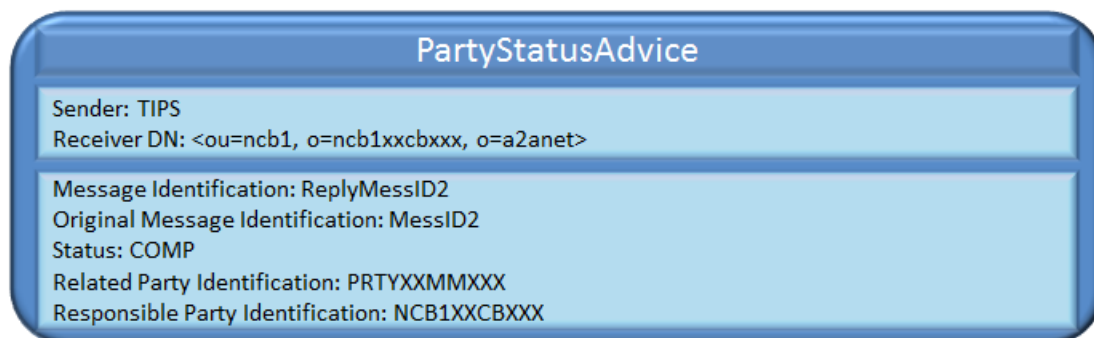 PartyStatusAdvice
Sender: TIPS
Receiver DN: <ou=ncb1, o=ncb1xxcbxxx, o=a2anet>
Message Identification: ReplyMessID2
Original Message Identification: MessID2
Status: COMP
Related Party Identification: PRTYXXMMXXX
Responsible Party Identification: NCB1XXCBXXX